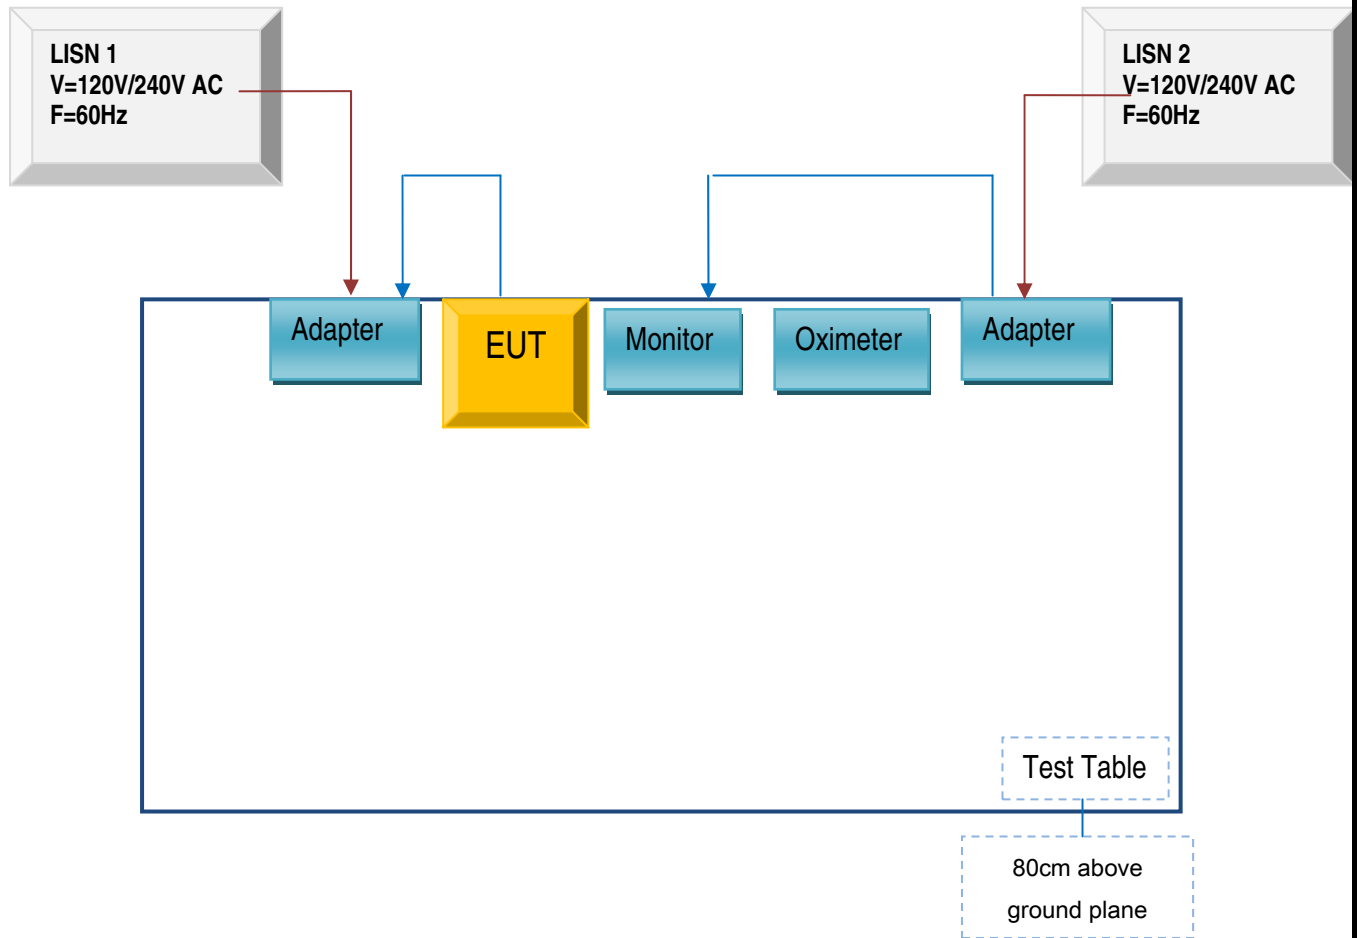 LISN 1
V=120V/240V AC
F=60Hz
LISN 2
V=120V/240V AC
F=60Hz
Adapter
EUT
Monitor
Oximeter
Adapter
Test Table
80cm above
ground plane